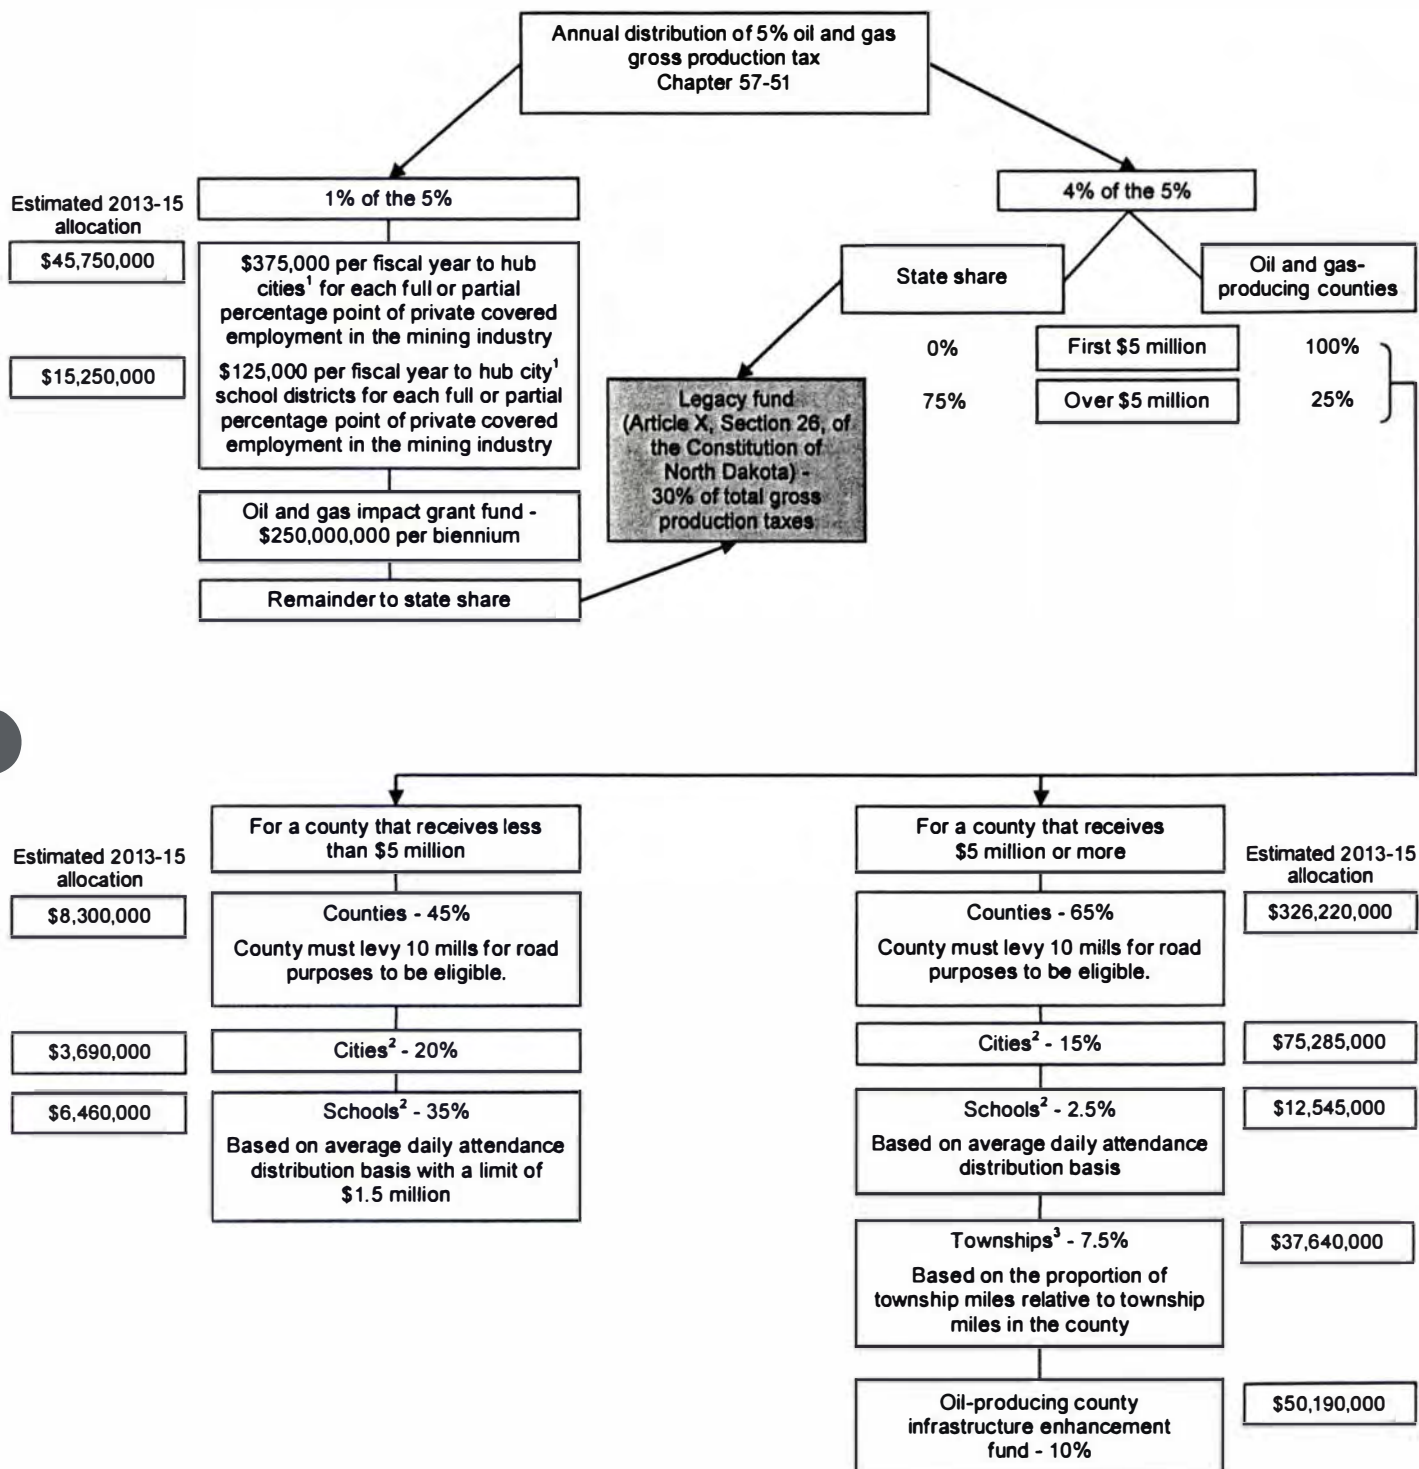 Annual distribution of 5% oil and gas
gross production tax
Chapter 57-51
Estimated 2013-15
allocation
1% of the 5%
$45,750,000
$375,000 per fiscal year to hub
cities¹ for each full or partial
percentage point of private covered
employment in the mining industry
$15,250,000
$125,000 per fiscal year to hub city¹
school districts for each full or partial
percentage point of private covered
employment in the mining industry
Oil and gas impact grant fund -
$250,000,000 per biennium
Remainder to state share
4% of the 5%
State share
Oil and gas-
producing counties
0%
First $5 million
100%
75%
Over $5 million
25%
Legacy fund
(Article X, Section 26, of
the Constitution of
North Dakota) -
30% of total gross
production taxes
For a county that receives less
than $5 million
Estimated 2013-15
allocation
$8,300,000
Counties - 45%
County must levy 10 mills for road
purposes to be eligible.
$3,690,000
Cities² - 20%
$6,460,000
Schools² - 35%
Based on average daily attendance
distribution basis with a limit of
$1.5 million
For a county that receives
$5 million or more
Estimated 2013-15
allocation
Counties - 65%
$326,220,000
County must levy 10 mills for road
purposes to be eligible.
Cities² - 15%
$75,285,000
Schools² - 2.5%
$12,545,000
Based on average daily attendance
distribution basis
Townships³ - 7.5%
$37,640,000
Based on the proportion of
township miles relative to township
miles in the county
Oil-producing county
infrastructure enhancement
fund - 10%
$50,190,000